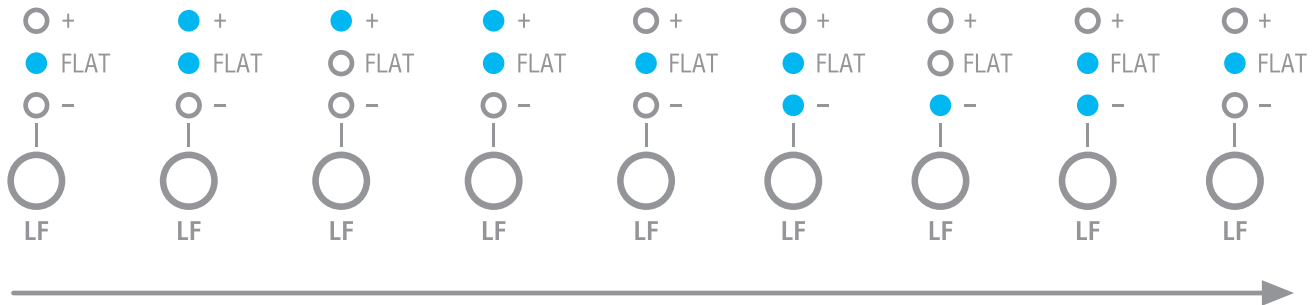 + + + + + + + + +
FLAT FLAT FLAT FLAT FLAT FLAT FLAT FLAT FLAT
– – – – – – – – –
LF LF LF LF LF LF LF LF LF